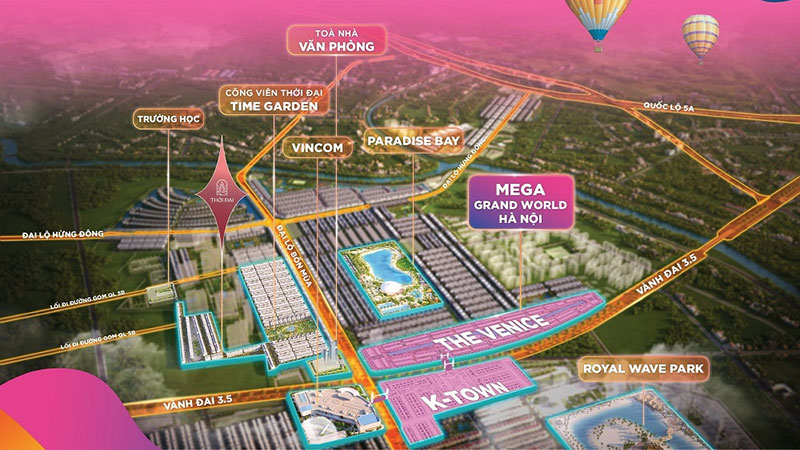 TOÀ NHÀ
VĂN PHÒNG
CÔNG VIÊN THỜI ĐẠI
TIME GARDEN
TRƯỜNG HỌC
VINCOM
PARADISE BAY
QUỐC LỘ 5A
ĐẠI LỘ HỪNG ĐÔNG
MEGA
GRAND WORLD
HÀ NỘI
THỜI ĐẠI
ĐẠI LỘ HỪNG ĐÔNG
ĐẠI LỘ BỐN MÙA
VÀNH ĐAI 3.5
LỐI ĐI ĐƯỜNG GOM QL 5B
LỐI ĐI ĐƯỜNG GOM QL 5B
THE VENICE
ROYAL WAVE PARK
VÀNH ĐAI 3.5
K-TOWN